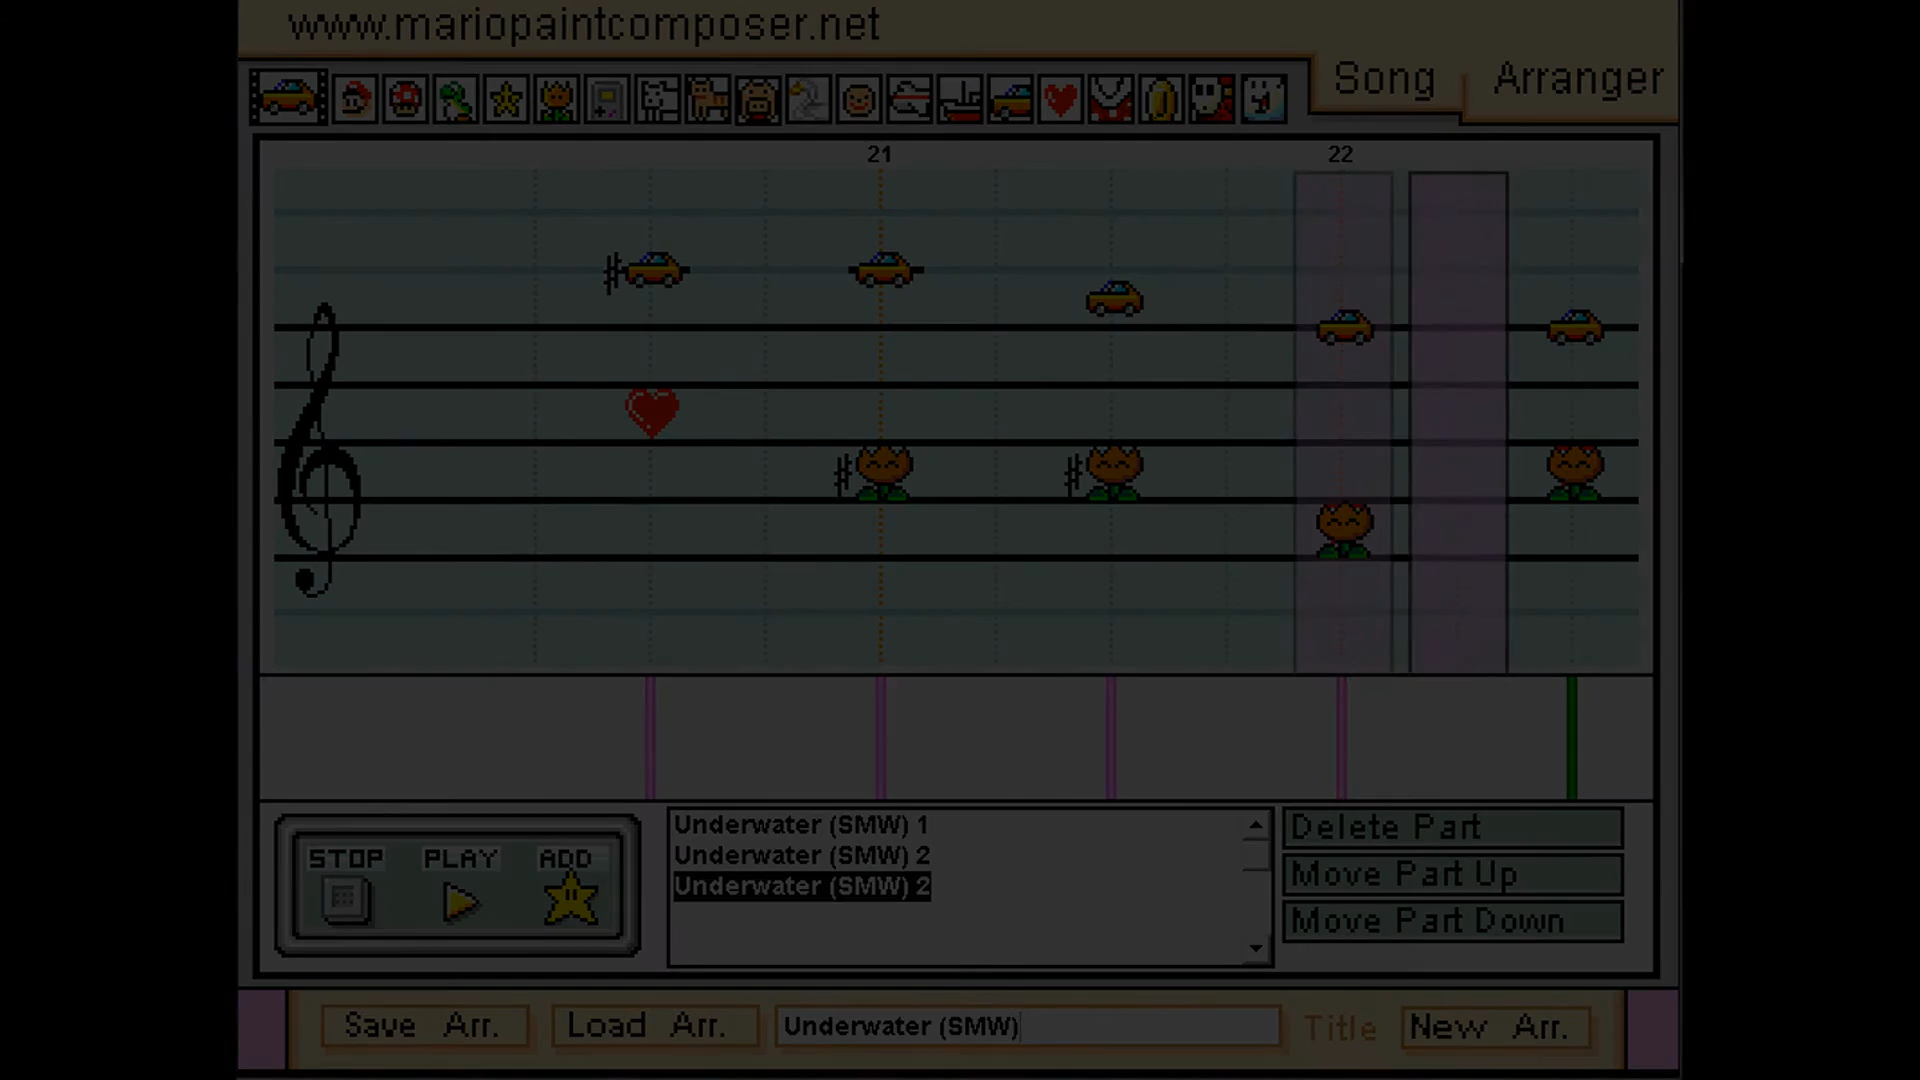 www.mariopaintcomposer.net
Song Arranger
21 22
STOP PLAY ADD
Underwater (SMW) 1
Underwater (SMW) 2
Underwater (SMW) 2
Delete Part
Move Part Up
Move Part Down
Save Arr. Load Arr. Underwater (SMW) Title New Arr.